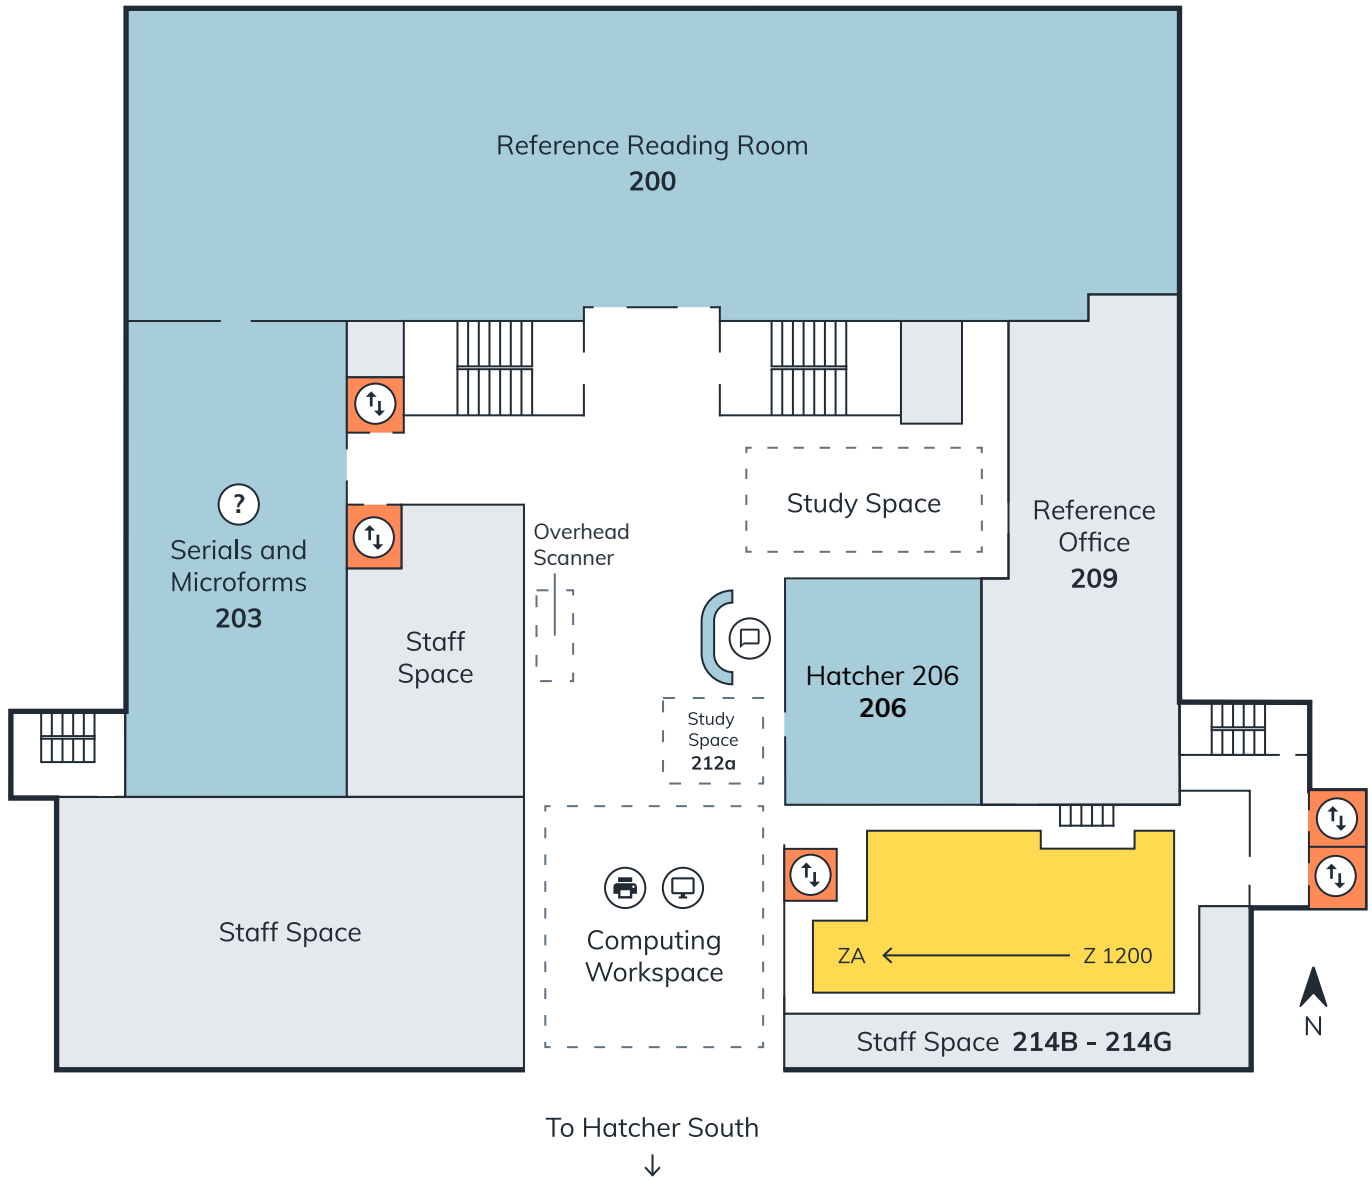 Reference Reading Room
200
?
Serials and
Microforms
203
Overhead
Scanner
Study Space
Reference
Office
209
Staff
Space
Hatcher 206
206
Study
Space
212a
Staff Space
Computing
Workspace
ZA
Z 1200
N
Staff Space 214B - 214G
To Hatcher South